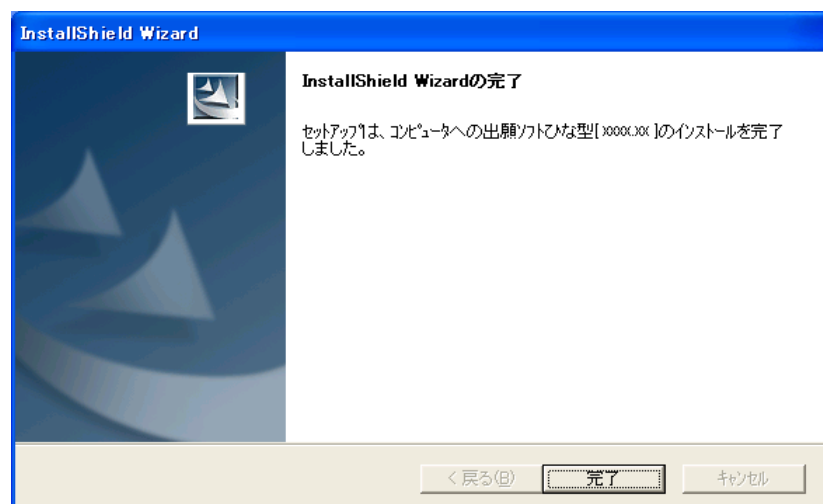 InstallShield Wizard
InstallShield Wizardの完了
セットアップは、コンピュータへの出願ソフトひな型[ xxxx.xx ]のインストールを完了
しました。
< 戻る(B)
完了
キャンセル